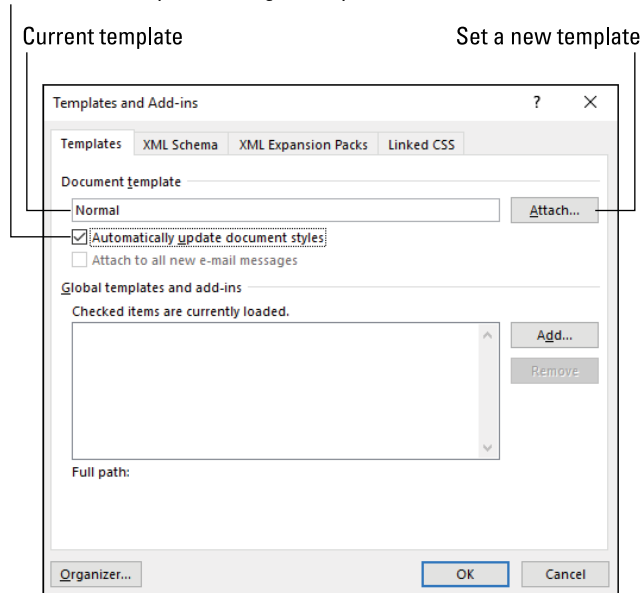 Current template
Set a new template
Templates and Add-ins ? ×
Templates XML Schema XML Expansion Packs Linked CSS
Document template
Normal
Attach...
Automatically update document styles
Attach to all new e-mail messages
Global templates and add-ins
Checked items are currently loaded.
Add...
Remove
Full path:
Organizer... OK Cancel